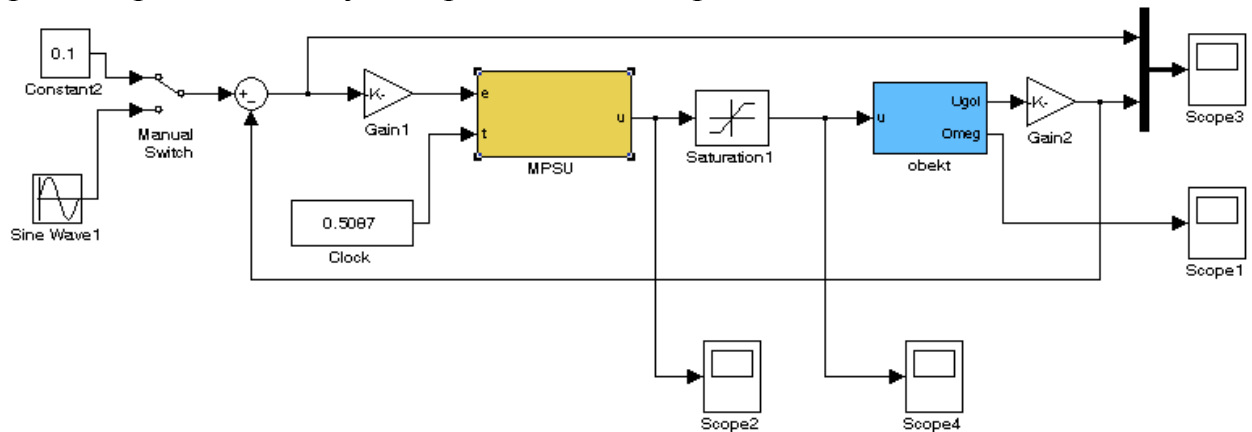 0.1
Constant2
Manual
Switch
Sine Wave1
+
-
-K-
Gain1
e
t
u
MPSU
0.5087
Clock
Saturation1
u
Ugol
Omeg
obekt
-K-
Gain2
Scope3
Scope1
Scope2
Scope4